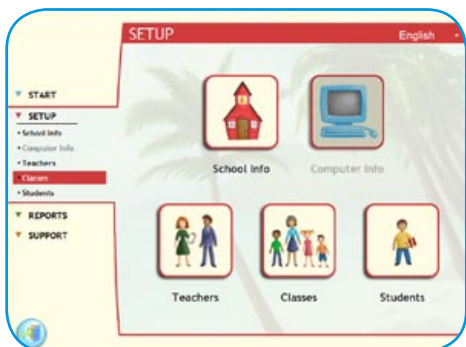 SETUP
English
START
SETUP
• School Info
• Computer Info
• Teachers
• Classes
• Students
REPORTS
SUPPORT
School Info
Computer Info
Teachers
Classes
Students